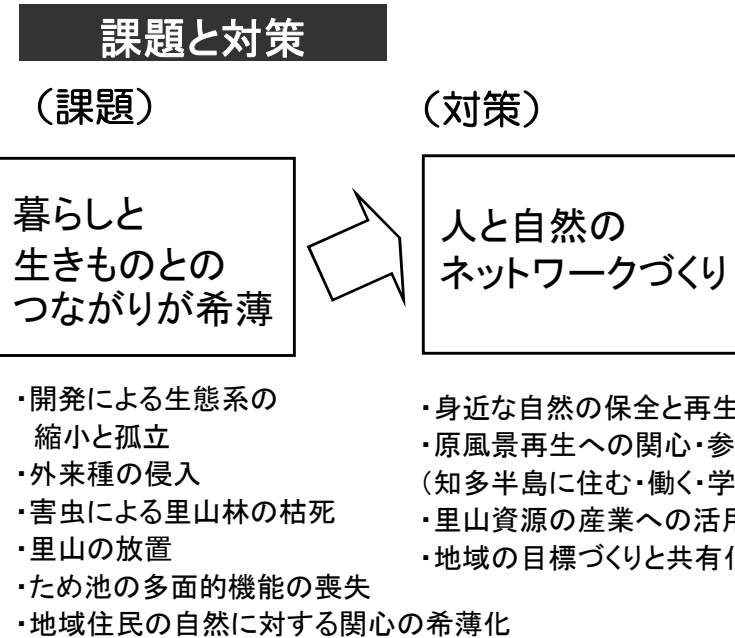 課題と対策
（課題）
（対策）
暮らしと
生きものとの
つながりが希薄
人と自然の
ネットワークづくり
・開発による生態系の
縮小と孤立
・外来種の侵入
・害虫による里山林の枯死
・里山の放置
・ため池の多面的機能の喪失
・地域住民の自然に対する関心の希薄化
・身近な自然の保全と再生
・原風景再生への関心・参
（知多半島に住む・働く・学
・里山資源の産業への活用
・地域の目標づくりと共有化